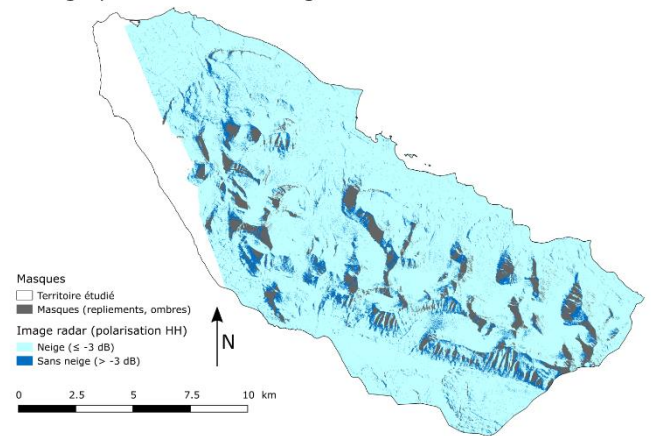 Masques
Territoire étudié
Masques (repliements, ombres)
Image radar (polarisation HH)
Neige (≤ -3 dB)
Sans neige (> -3 dB)
N
0 2.5 5 7.5 10 km